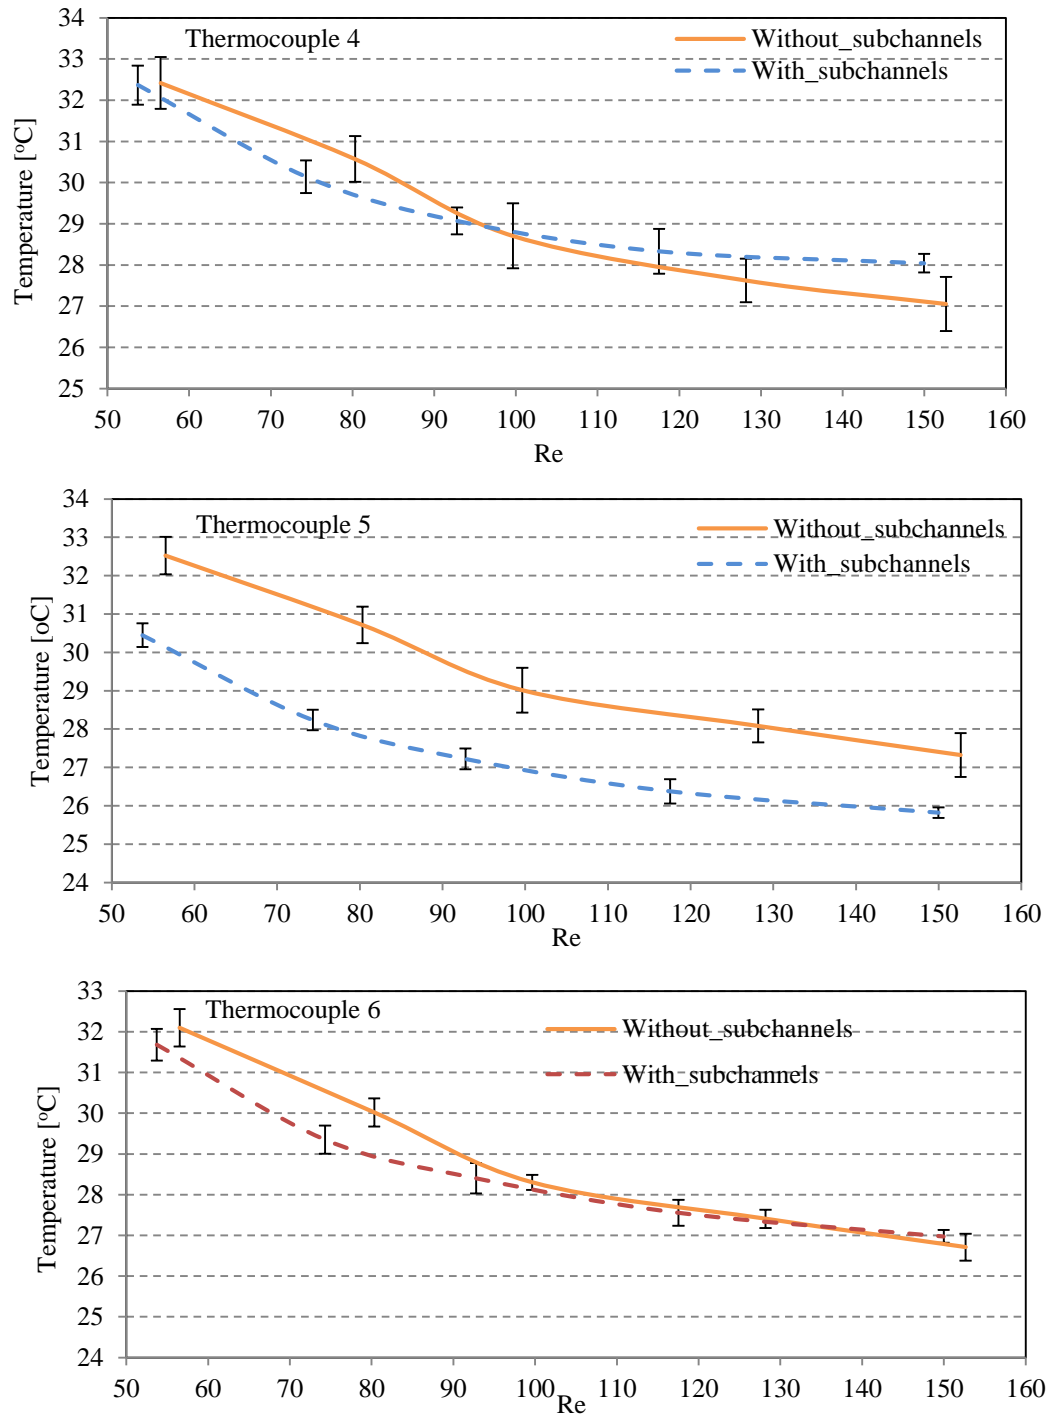 Thermocouple 4
Without_subchannels
With_subchannels
Temperature [°C]
34
33
32
31
30
29
28
27
26
25
50 60 70 80 90 100 110 120 130 140 150 160
Re
Thermocouple 5
Without_subchannels
With_subchannels
Temperature [oC]
34
33
32
31
30
29
28
27
26
25
24
50 60 70 80 90 100 110 120 130 140 150 160
Re
Thermocouple 6
Without_subchannels
With_subchannels
Temperature [°C]
33
32
31
30
29
28
27
26
25
24
50 60 70 80 90 100 110 120 130 140 150 160
Re